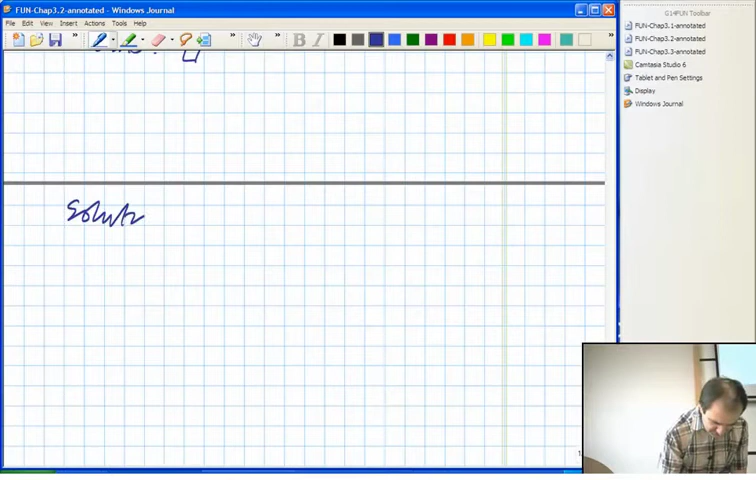 FUN-Chap3.2-annotated - Windows Journal
File Edit View Insert Actions Tools Help
B I
Solut
G14FUN Toolbar
FUN-Chap3.1-annotated
FUN-Chap3.2-annotated
FUN-Chap3.3-annotated
Camtasia Studio 6
Tablet and Pen Settings
Display
Windows Journal